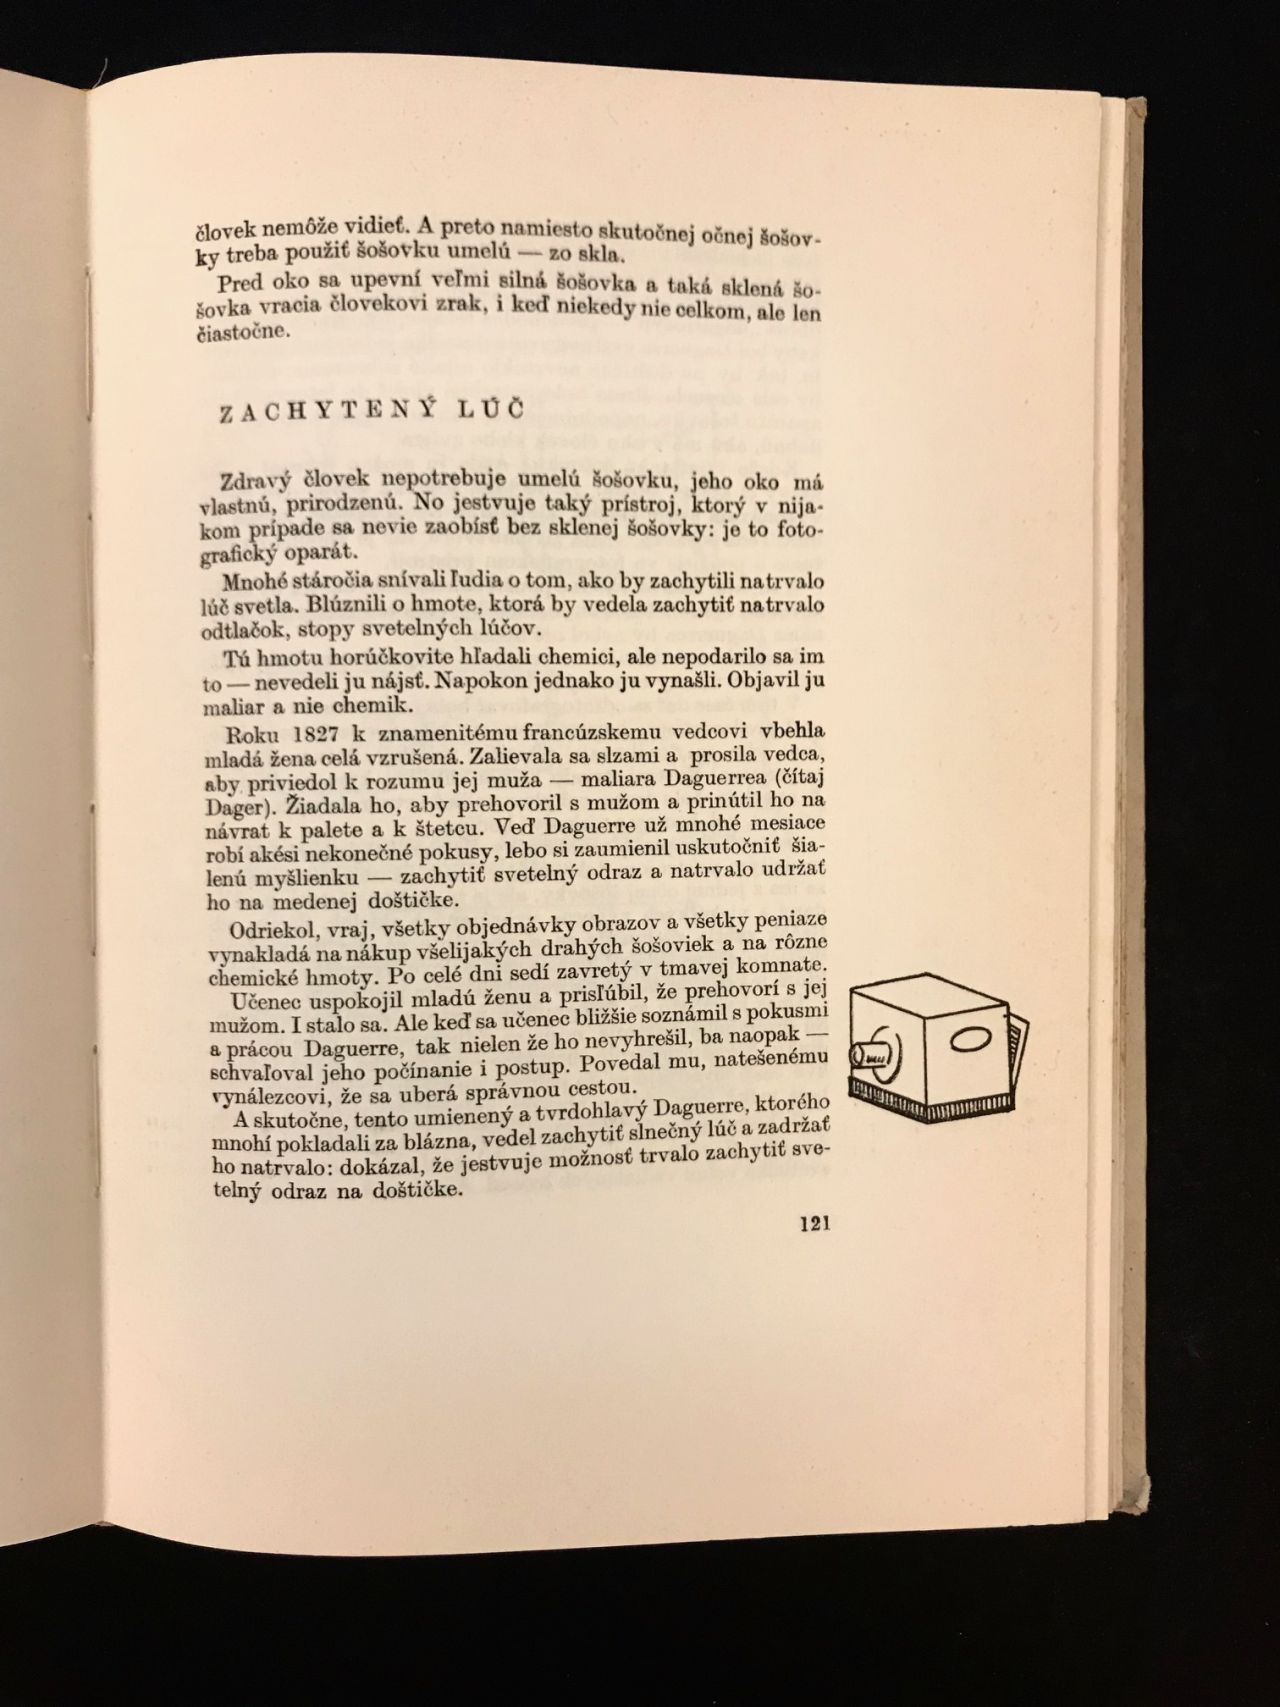 človek nemôže vidieť. A preto namiesto skutočnej očnej šošov-
ky treba použiť šošovku umelú — zo skla.
Pred oko sa upevní veľmi silná šošovka a taká sklená šo-
šovka vracia človekovi zrak, i keď niekedy nie celkom, ale len
čiastočne.
ZACHYTENÝ LÚČ
Zdravý človek nepotrebuje umelú šošovku, jeho oko má
vlastnú, prirodzenú. No jestvuje taký prístroj, ktorý v nija-
kom prípade sa nevie zaobísť bez sklenej šošovky: je to foto-
grafický oparát.
Mnohé stáročia snívali ľudia o tom, ako by zachytili natrvalo
lúč svetla. Blúznili o hmote, ktorá by vedela zachytiť natrvalo
odtlačok, stopy svetelných lúčov.
Tú hmotu horúčkovite hľadali chemici, ale nepodarilo sa im
to — nevedeli ju nájsť. Napokon jednako ju vynašli. Objavil ju
maliar a nie chemik.
Roku 1827 k znamenitému francúzskemu vedcovi vbehla
mladá žena celá vzrušená. Zalievala sa slzami a prosila vedca,
aby priviedol k rozumu jej muža — maliara Daguerrea (čítaj
Dager). Žiadala ho, aby prehovoril s mužom a prinútil ho na
návrat k palete a k štetcu. Veď Daguerre už mnohé mesiace
robí akési nekonečné pokusy, lebo si zaumienil uskutočniť šia-
lenú myšlienku — zachytiť svetelný odraz a natrvalo udržať
ho na medenej doštičke.
Odriekol, vraj, všetky objednávky obrazov a všetky peniaze
vynakladá na nákup všelijakých drahých šošoviek a na rôzne
chemické hmoty. Po celé dni sedí zavretý v tmavej komnate.
Učenec uspokojil mladú ženu a prisľúbil, že prehovorí s jej
mužom. I stalo sa. Ale keď sa učenec bližšie soznámil s pokusmi
a prácou Daguerre, tak nielen že ho nevyhrešil, ba naopak —
schvaľoval jeho počínanie i postup. Povedal mu, natešenému
vynálezcovi, že sa uberá správnou cestou.
A skutočne, tento umienený a tvrdohlavý Daguerre, ktorého
mnohí pokladali za blázna, vedel zachytiť slnečný lúč a zadržať
ho natrvalo: dokázal, že jestvuje možnosť trvalo zachytiť sve-
telný odraz na doštičke.
121